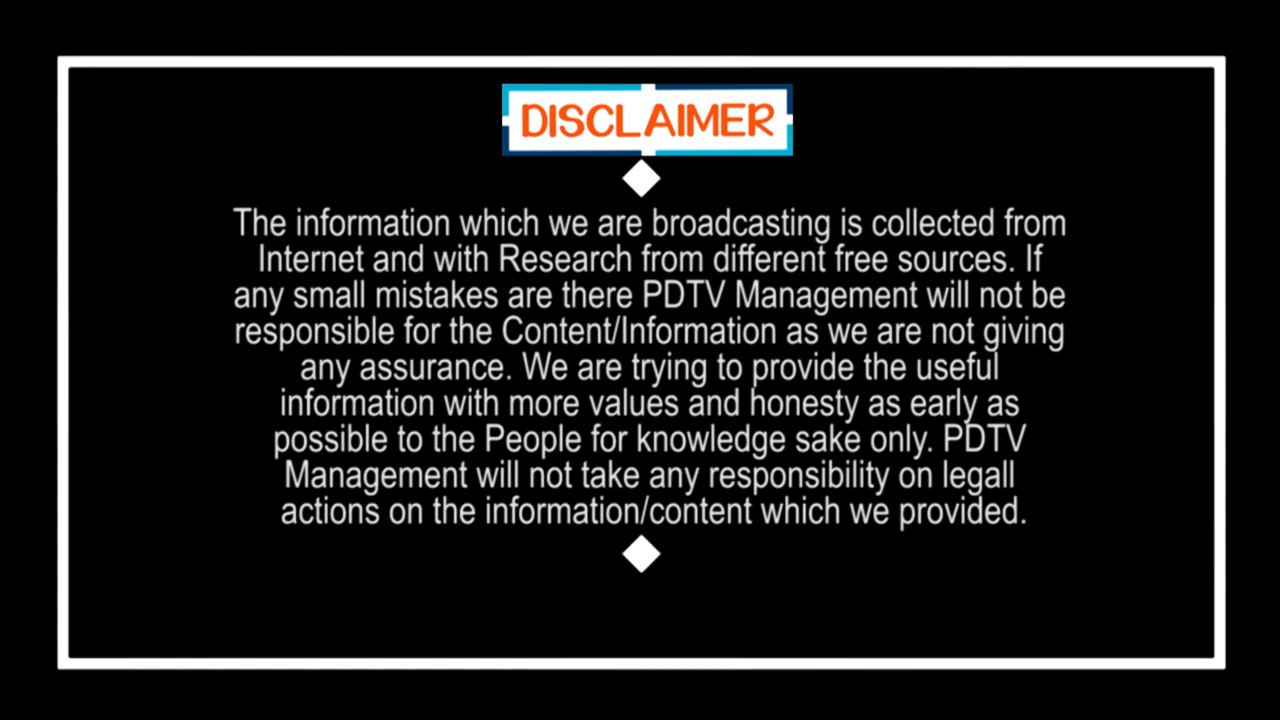 DISCLAIMER
The information which we are broadcasting is collected from
Internet and with Research from different free sources. If
any small mistakes are there PDTV Management will not be
responsible for the Content/Information as we are not giving
any assurance. We are trying to provide the useful
information with more values and honesty as early as
possible to the People for knowledge sake only. PDTV
Management will not take any responsibility on legall
actions on the information/content which we provided.